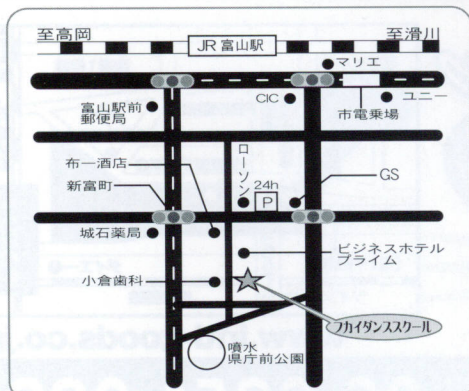 至高岡
至滑川
JR 富山駅
マリエ
富山駅前
郵便局
CIC
市電乗場
ユニー
布一酒店
ローソン
24h
P
GS
新富町
城石薬局
ビジネスホテル
プライム
小倉歯科
フカイダンススクール
噴水
県庁前公園